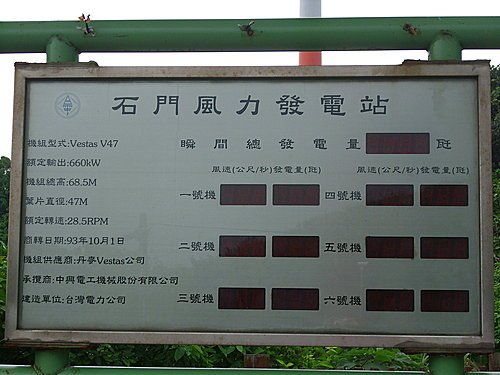 石門風力發電站
機組型式:Vestas V47
額定輸出:660kW
機組總高:68.5M
葉片直徑:47M
額定轉速:28.5RPM
商轉日期:93年10月1日
機組供應商:丹麥Vestas公司
承攬商:中興電工機械股份有限公司
建造單位:台灣電力公司
瞬間總發電量 瓩
風速(公尺/秒)發電量(瓩) 風速(公尺/秒)發電量(瓩)
一號機 四號機
二號機 五號機
三號機 六號機